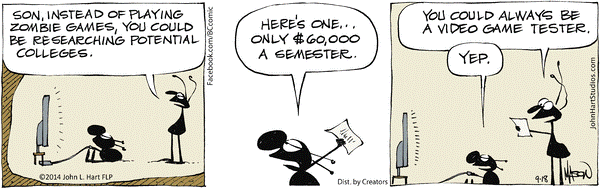 SON, INSTEAD OF PLAYING
ZOMBIE GAMES, YOU COULD
BE RESEARCHING POTENTIAL
COLLEGES.
Facebook.com/BCcomic
©2014 John L. Hart FLP
HERE'S ONE...
ONLY $60,000
A SEMESTER.
Dist. by Creators
YOU COULD ALWAYS BE
A VIDEO GAME TESTER.
YEP.
JohnHartStudios.com
9-18
MASON